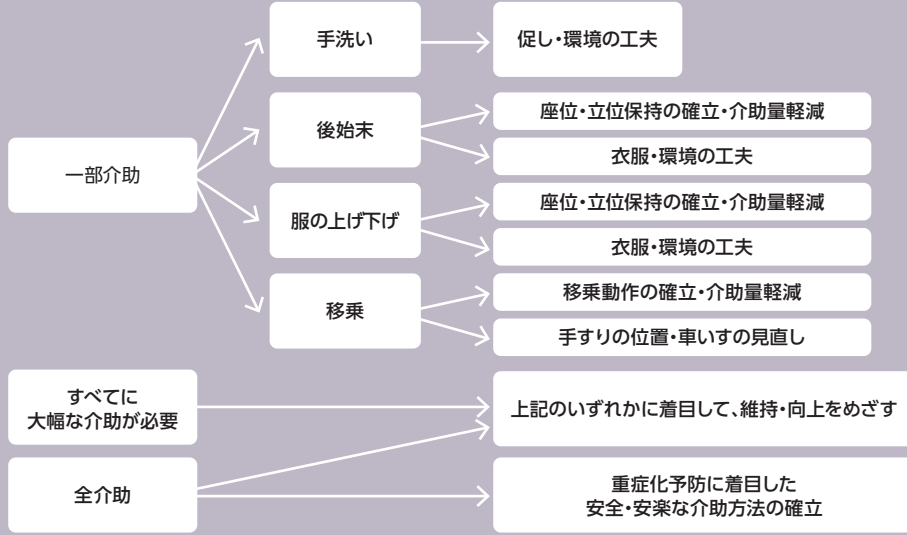 手洗い
促し・環境の工夫
一部介助
後始末
座位・立位保持の確立・介助量軽減
衣服・環境の工夫
服の上げ下げ
座位・立位保持の確立・介助量軽減
衣服・環境の工夫
移乗
移乗動作の確立・介助量軽減
手すりの位置・車いすの見直し
すべてに
大幅な介助が必要
上記のいずれかに着目して、維持・向上をめざす
全介助
重症化予防に着目した
安全・安楽な介助方法の確立